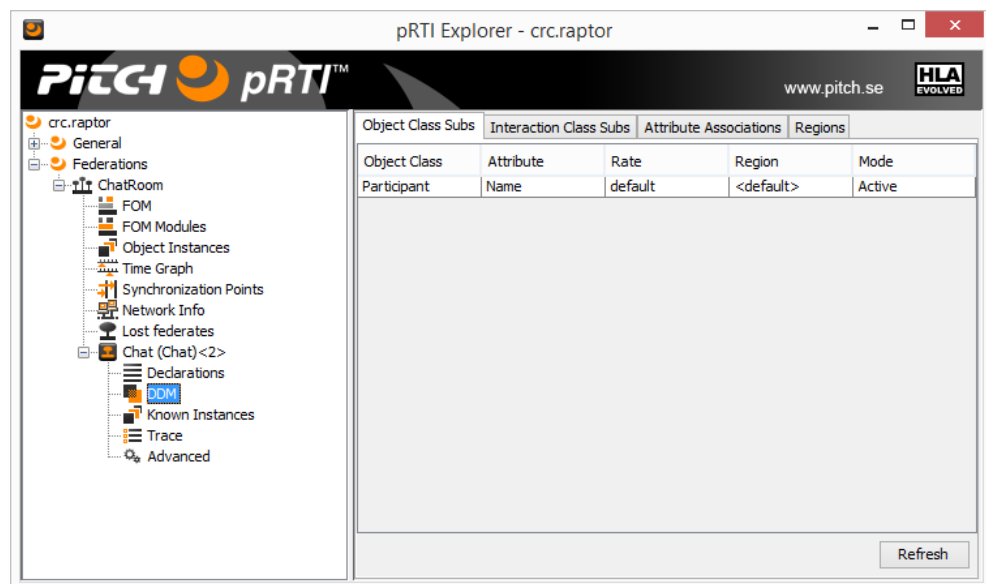 pRTI Explorer - crc.raptor
PITCH pRTI™
www.pitch.se
HLA
EVOLVED
crc.raptor
General
Federations
ChatRoom
FOM
FOM Modules
Object Instances
Time Graph
Synchronization Points
Network Info
Lost federates
Chat (Chat)<2>
Declarations
DDM
Known Instances
Trace
Advanced
Object Class Subs Interaction Class Subs Attribute Associations Regions
Object Class Attribute Rate Region Mode
Participant Name default <default> Active
Refresh